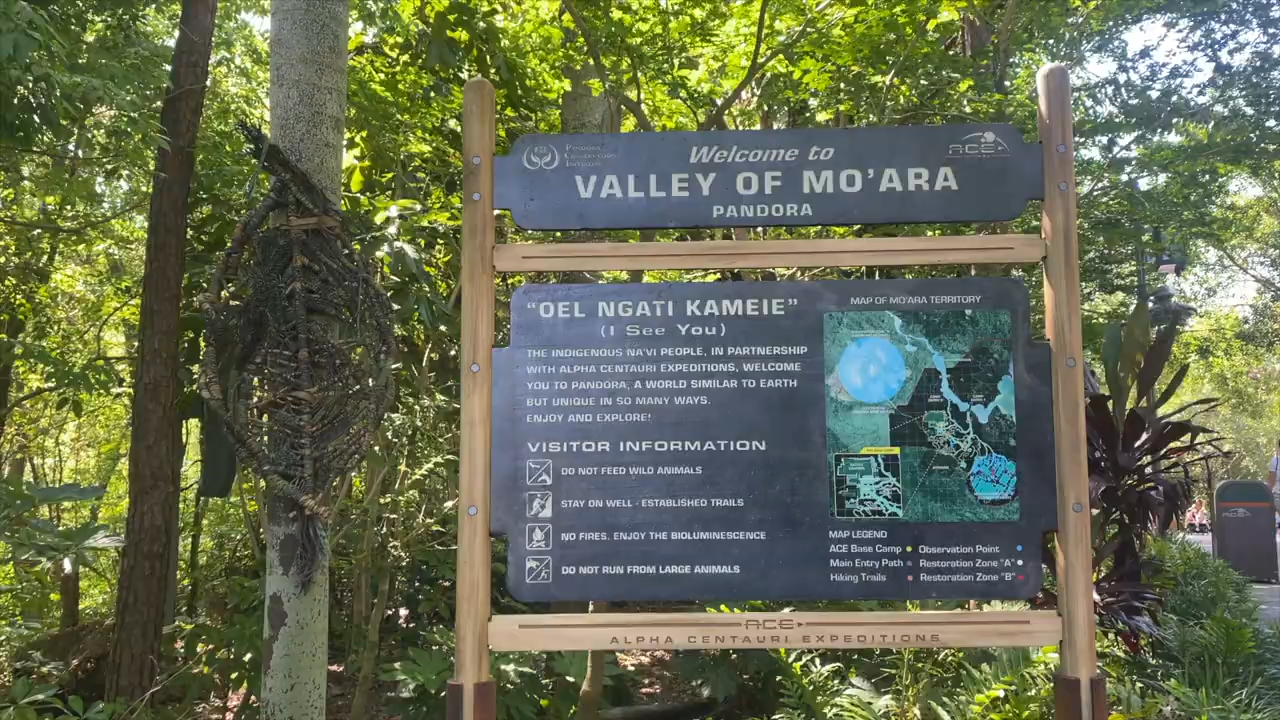 Pandora
Conservation
Initiative
Welcome to
ACE
VALLEY OF MO'ARA
PANDORA
"OEL NGATI KAMEIE"
(I See You)
THE INDIGENOUS NA'VI PEOPLE, IN PARTNERSHIP
WITH ALPHA CENTAURI EXPEDITIONS, WELCOME
YOU TO PANDORA, A WORLD SIMILAR TO EARTH
BUT UNIQUE IN SO MANY WAYS.
ENJOY AND EXPLORE!
VISITOR INFORMATION
DO NOT FEED WILD ANIMALS
STAY ON WELL - ESTABLISHED TRAILS
NO FIRES. ENJOY THE BIOLUMINESCENCE
DO NOT RUN FROM LARGE ANIMALS
MAP OF MO'ARA TERRITORY
MAP LEGEND
ACE Base Camp Observation Point
Main Entry Path Restoration Zone "A"
Hiking Trails Restoration Zone "B"
ACE
ALPHA CENTAURI EXPEDITIONS
ACE